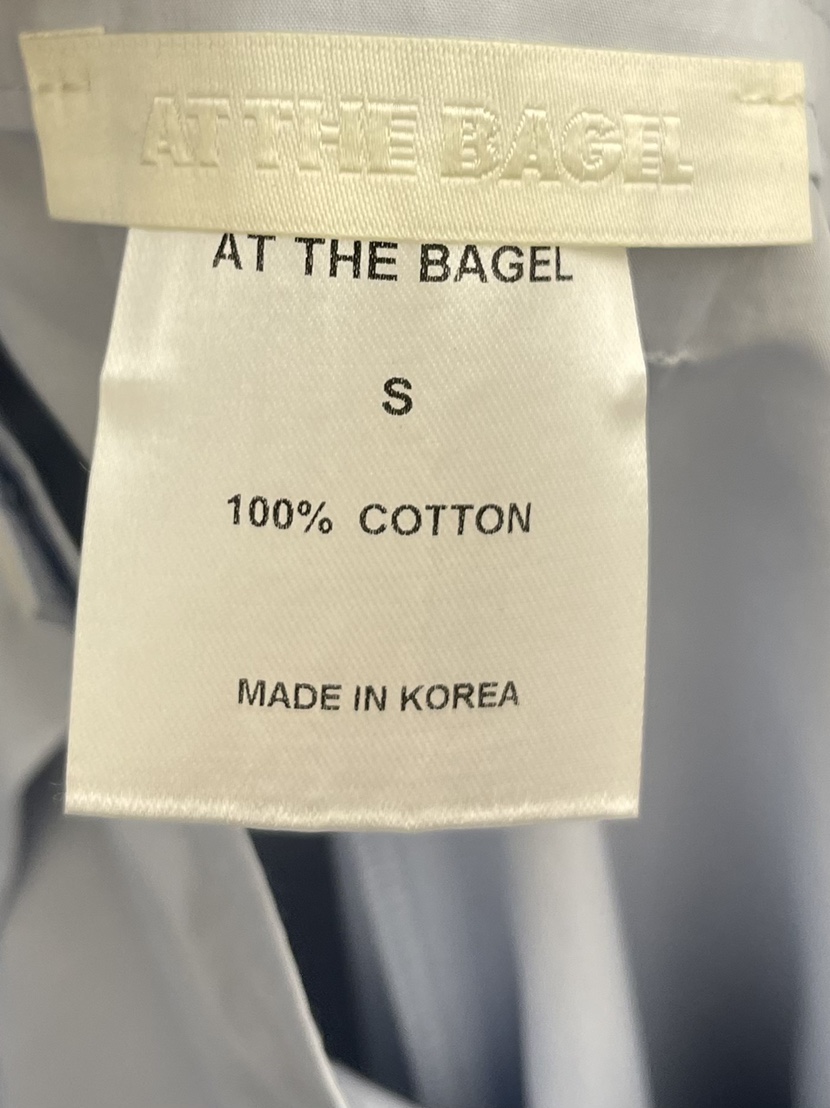 AT THE BAGEL
AT THE BAGEL
S
100% COTTON
MADE IN KOREA